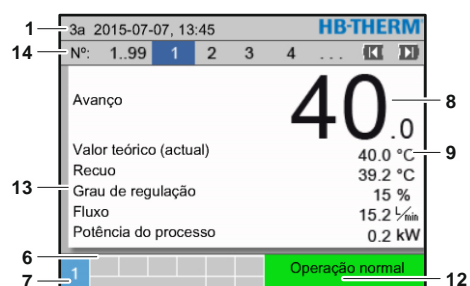 1 3a 2015-07-07, 13:45 HB-THERM
14 Nº: 1..99 1 2 3 4 ...
Avanço 40.0 8
Valor teórico (actual) 40.0 °C 9
Recuo 39.2 °C
13 Grau de regulação 15 %
Fluxo 15.2 L/min
Potência do processo 0.2 kW
6
7 1 Operação normal 12